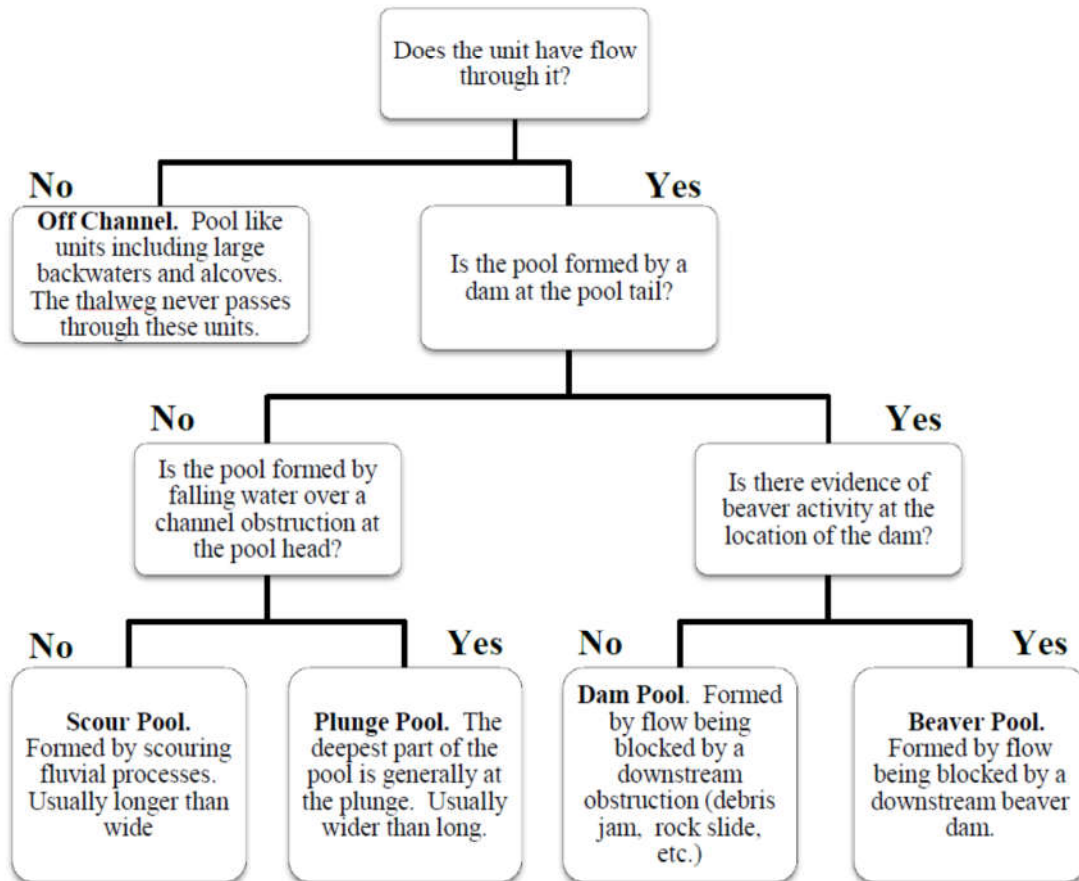 Does the unit have flow
through it?
No
Yes
Off Channel.  Pool like
units including large
backwaters and alcoves.
The thalweg never passes
through these units.
Is the pool formed by a
dam at the pool tail?
No
Yes
Is the pool formed by
falling water over a
channel obstruction at
the pool head?
Is there evidence of
beaver activity at the
location of the dam?
No
Yes
No
Yes
Scour Pool.
Formed by scouring
fluvial processes.
Usually longer than
wide
Plunge Pool.  The
deepest part of the
pool is generally at
the plunge.  Usually
wider than long.
Dam Pool.  Formed
by flow being
blocked by a
downstream
obstruction (debris
jam,  rock slide,
etc.)
Beaver Pool.
Formed by flow
being blocked by a
downstream beaver
dam.